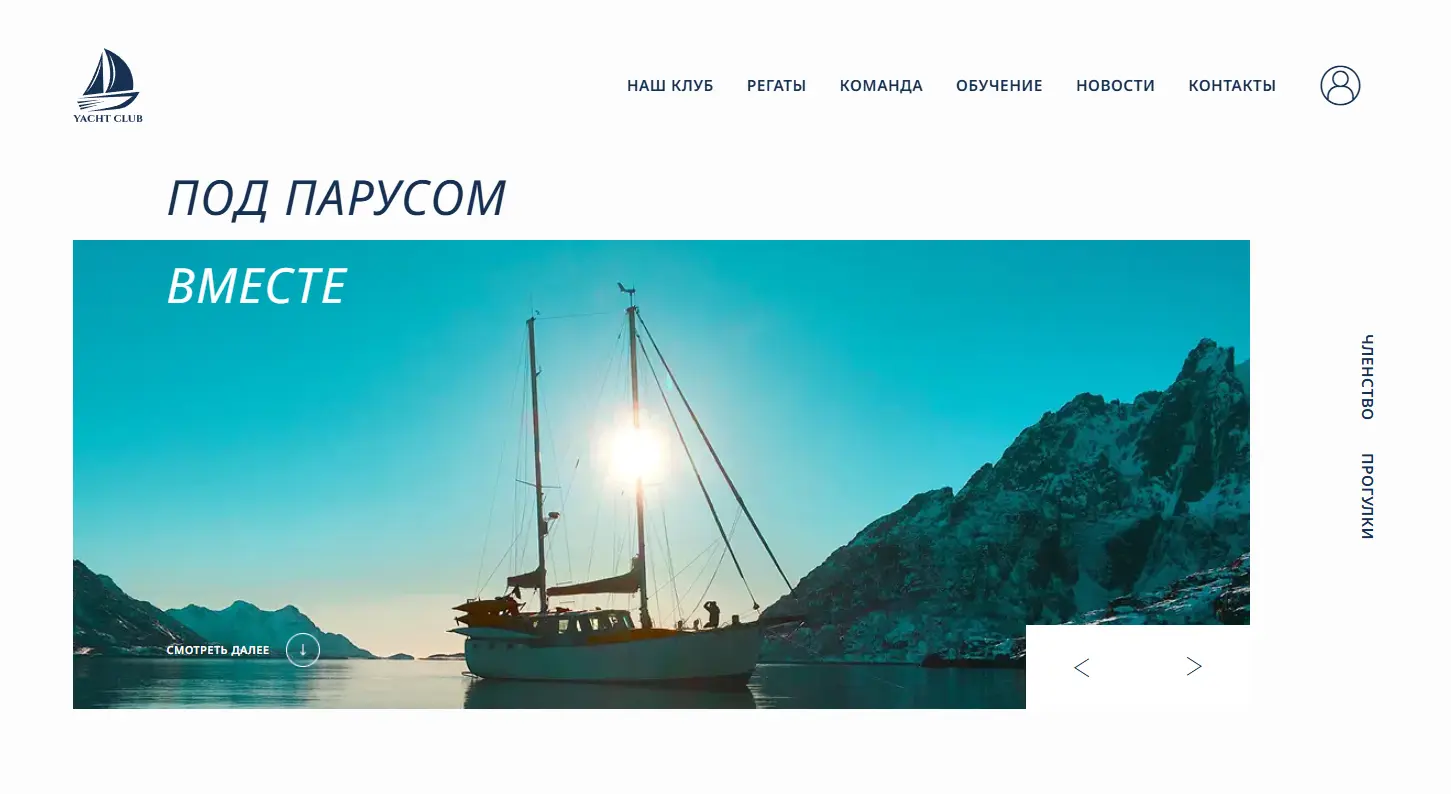 YACHT CLUB
НАШ КЛУБ РЕГАТЫ КОМАНДА ОБУЧЕНИЕ НОВОСТИ КОНТАКТЫ
ПОД ПАРУСОМ
ВМЕСТЕ
ЧЛЕНСТВО
ПРОГУЛКИ
СМОТРЕТЬ ДАЛЕЕ